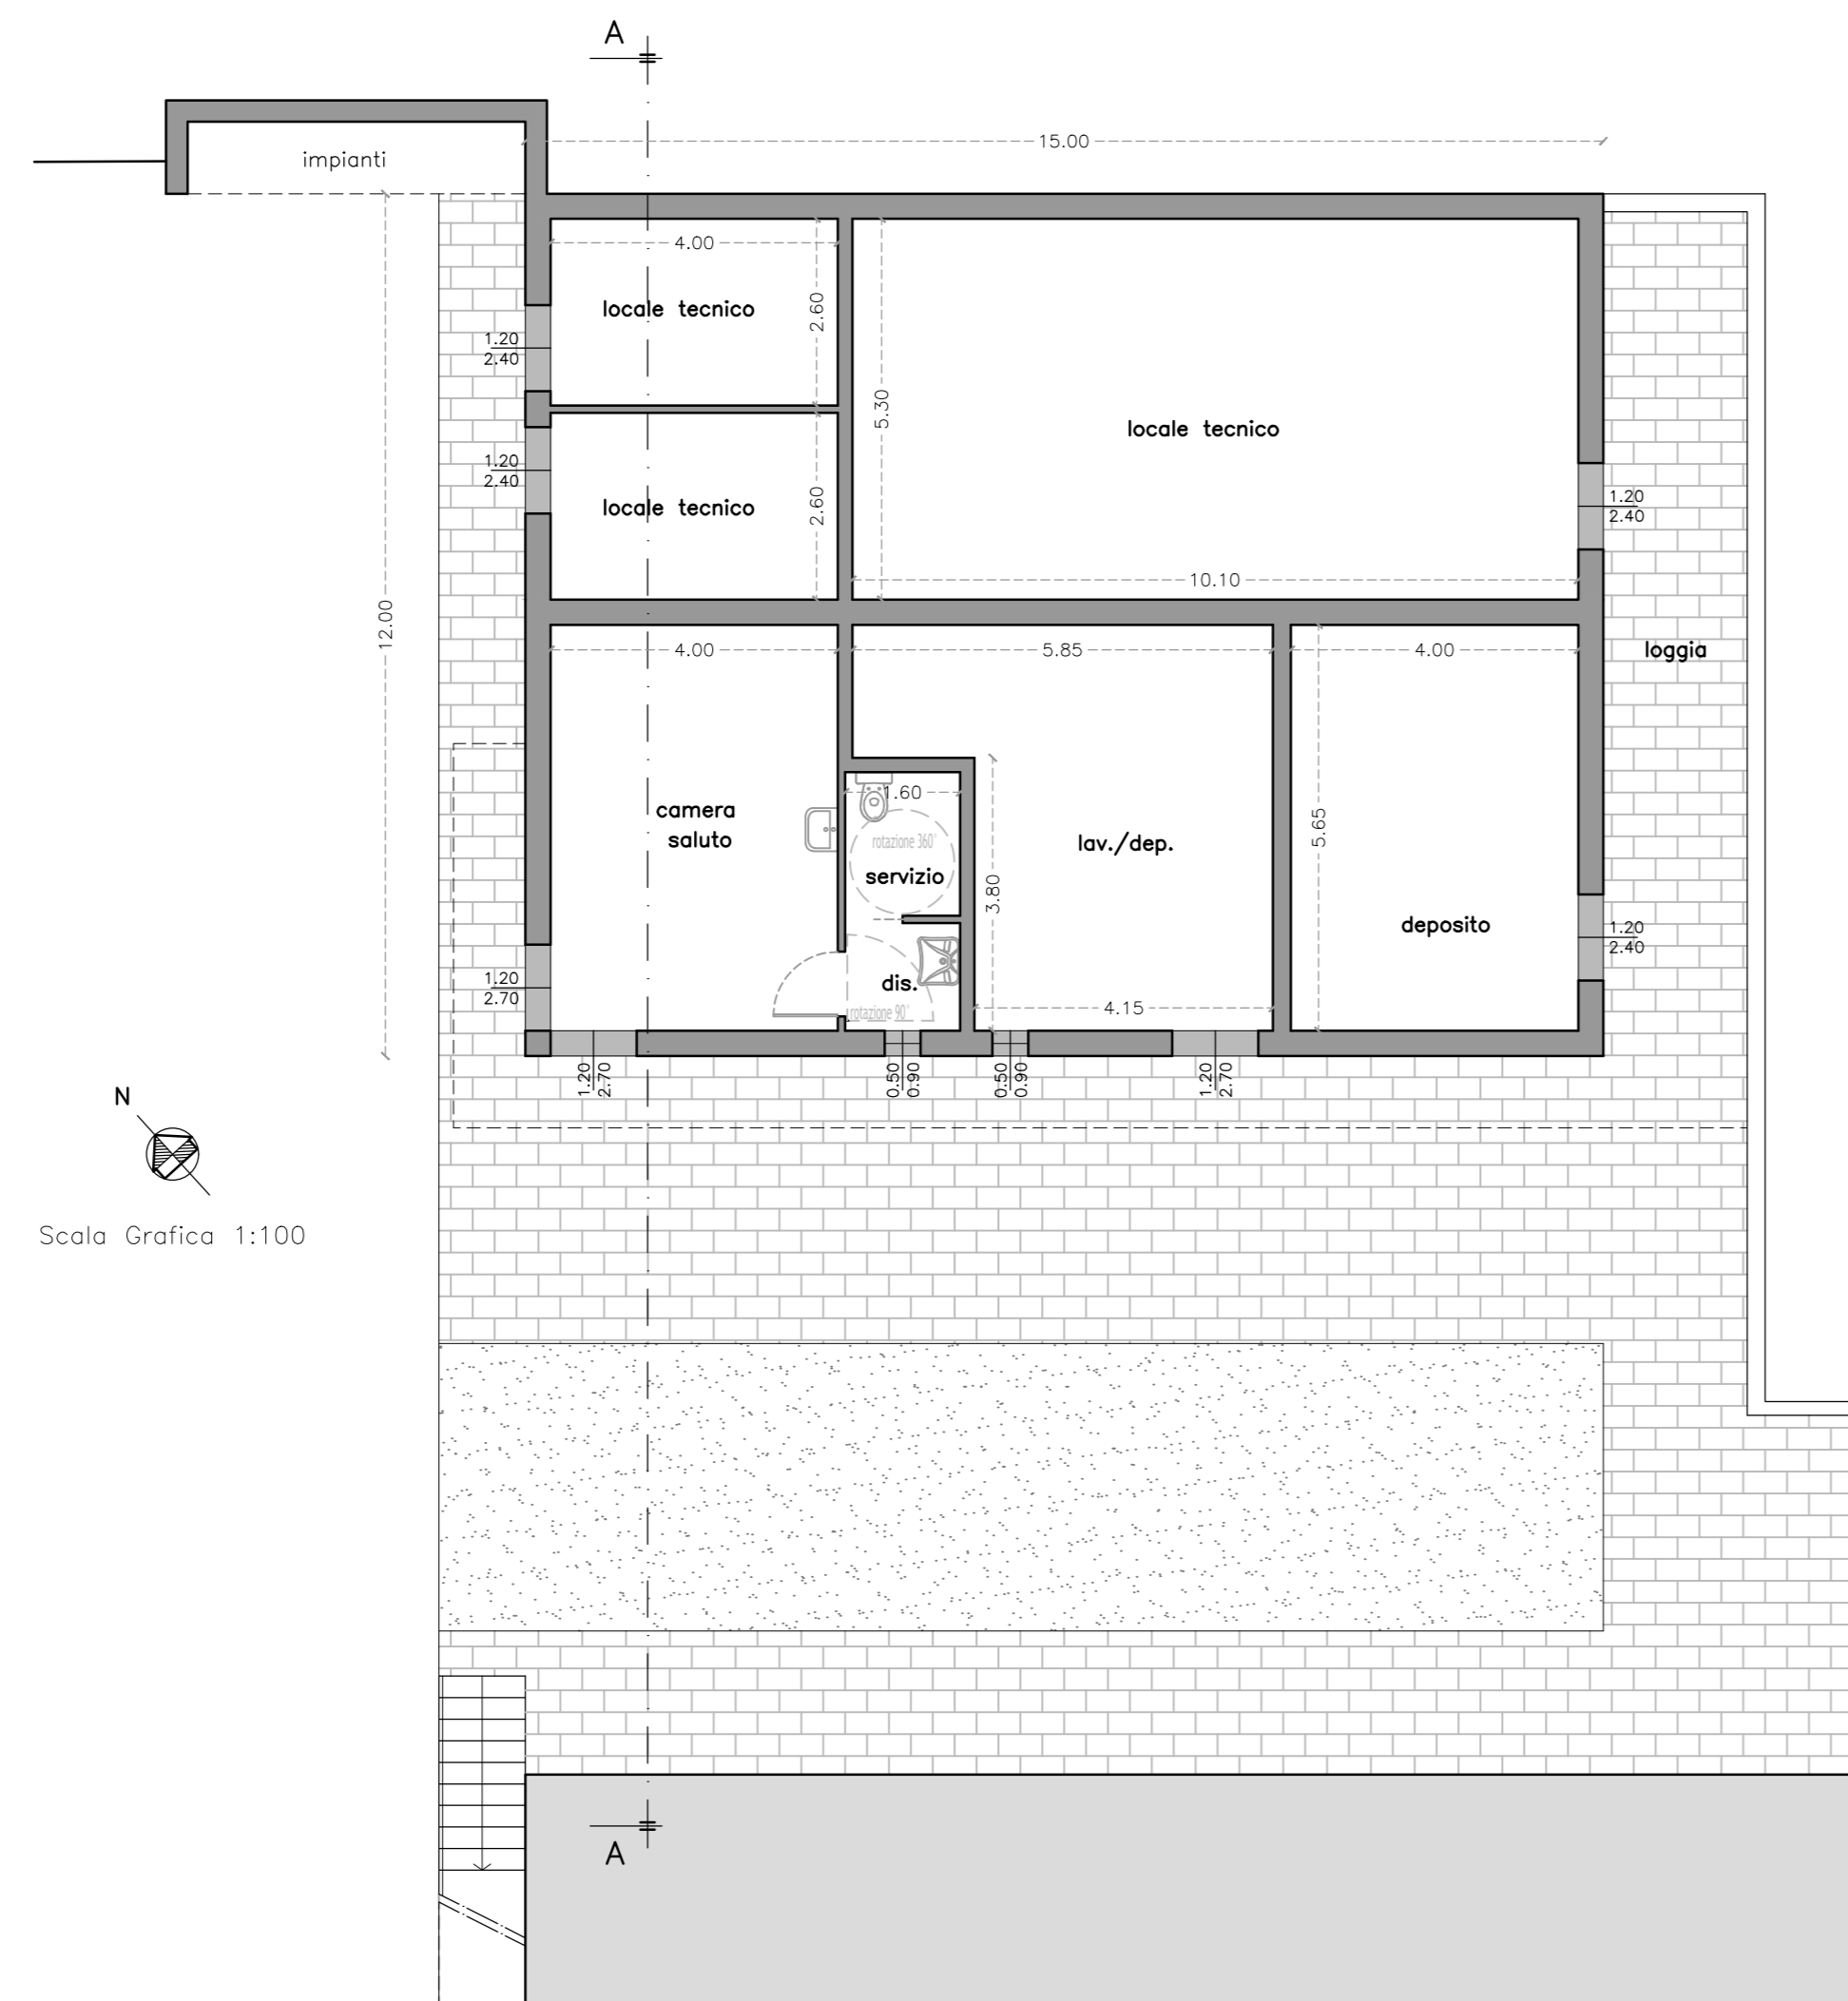 A
15.00
impianti
4.00
locale tecnico
2.60
1.20
2.40
5.30
locale tecnico
1.20
2.40
locale tecnico
2.60
1.20
2.40
10.10
12.00
4.00
5.85
4.00
loggia
camera
saluto
1.60
rotazione 360°
servizio
lav./dep.
5.65
3.80
deposito
1.20
2.40
dis.
1.20
2.70
rotazione 90°
4.15
1.20
2.70
0.50
0.90
0.50
0.90
1.20
2.70
N
Scala Grafica 1:100
A